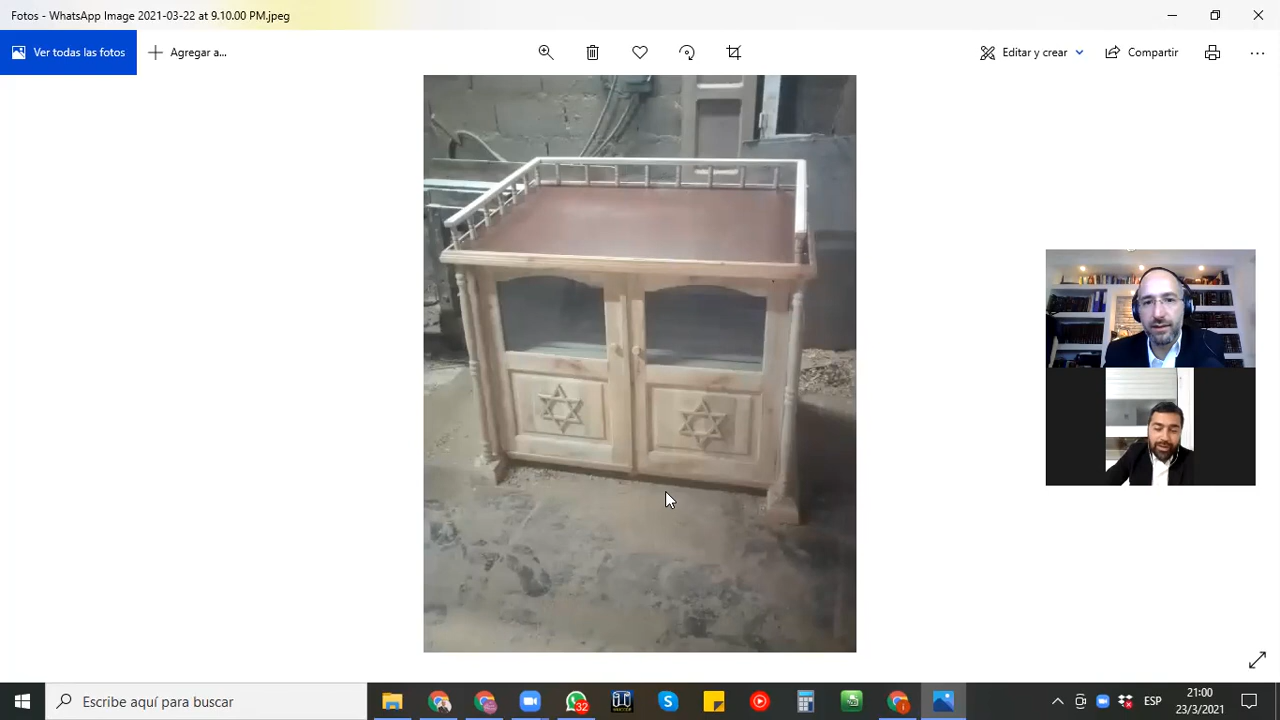 Fotos - WhatsApp Image 2021-03-22 at 9.10.00 PM.jpeg
Ver todas las fotos
Agregar a...
Editar y crear
Compartir
Escribe aquí para buscar
32
ESP
21:00
23/3/2021